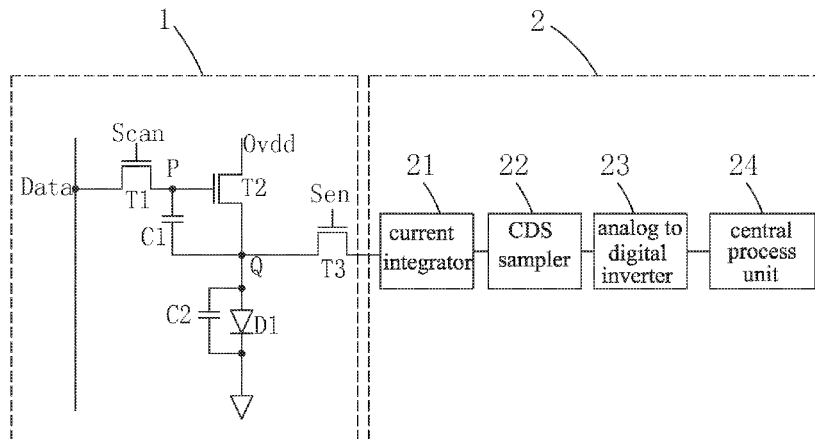 1
2
Scan
Ovdd
Data
P
T1
T2
C1
Sen
Q
T3
C2
D1
21
22
23
24
current
integrator
CDS
sampler
analog to
digital
inverter
central
process
unit